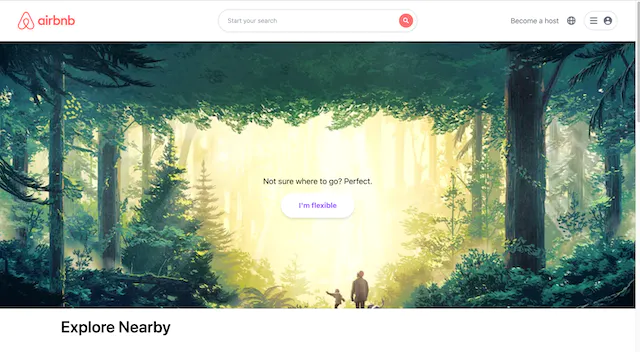 airbnb
Start your search
Become a host
Not sure where to go? Perfect.
I'm flexible
Explore Nearby